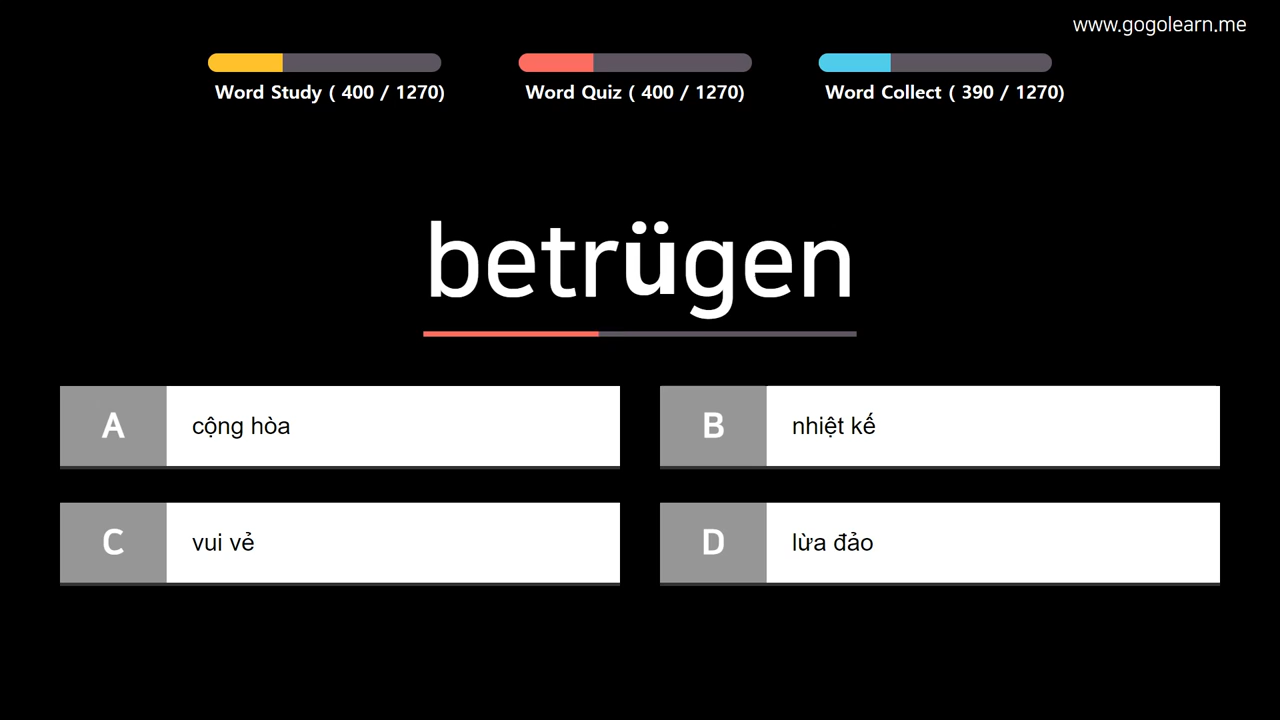 www.gogolearn.me
Word Study ( 400 / 1270)
Word Quiz ( 400 / 1270)
Word Collect ( 390 / 1270)
betrügen
A cộng hòa
B nhiệt kế
C vui vẻ
D lừa đảo